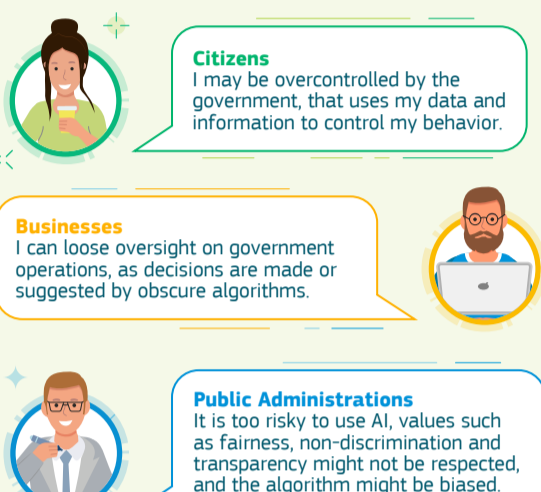 Citizens
I may be overcontrolled by the
government, that uses my data and
information to control my behavior.
Businesses
I can loose oversight on government
operations, as decisions are made or
suggested by obscure algorithms.
Public Administrations
It is too risky to use AI, values such
as fairness, non-discrimination and
transparency might not be respected,
and the algorithm might be biased.